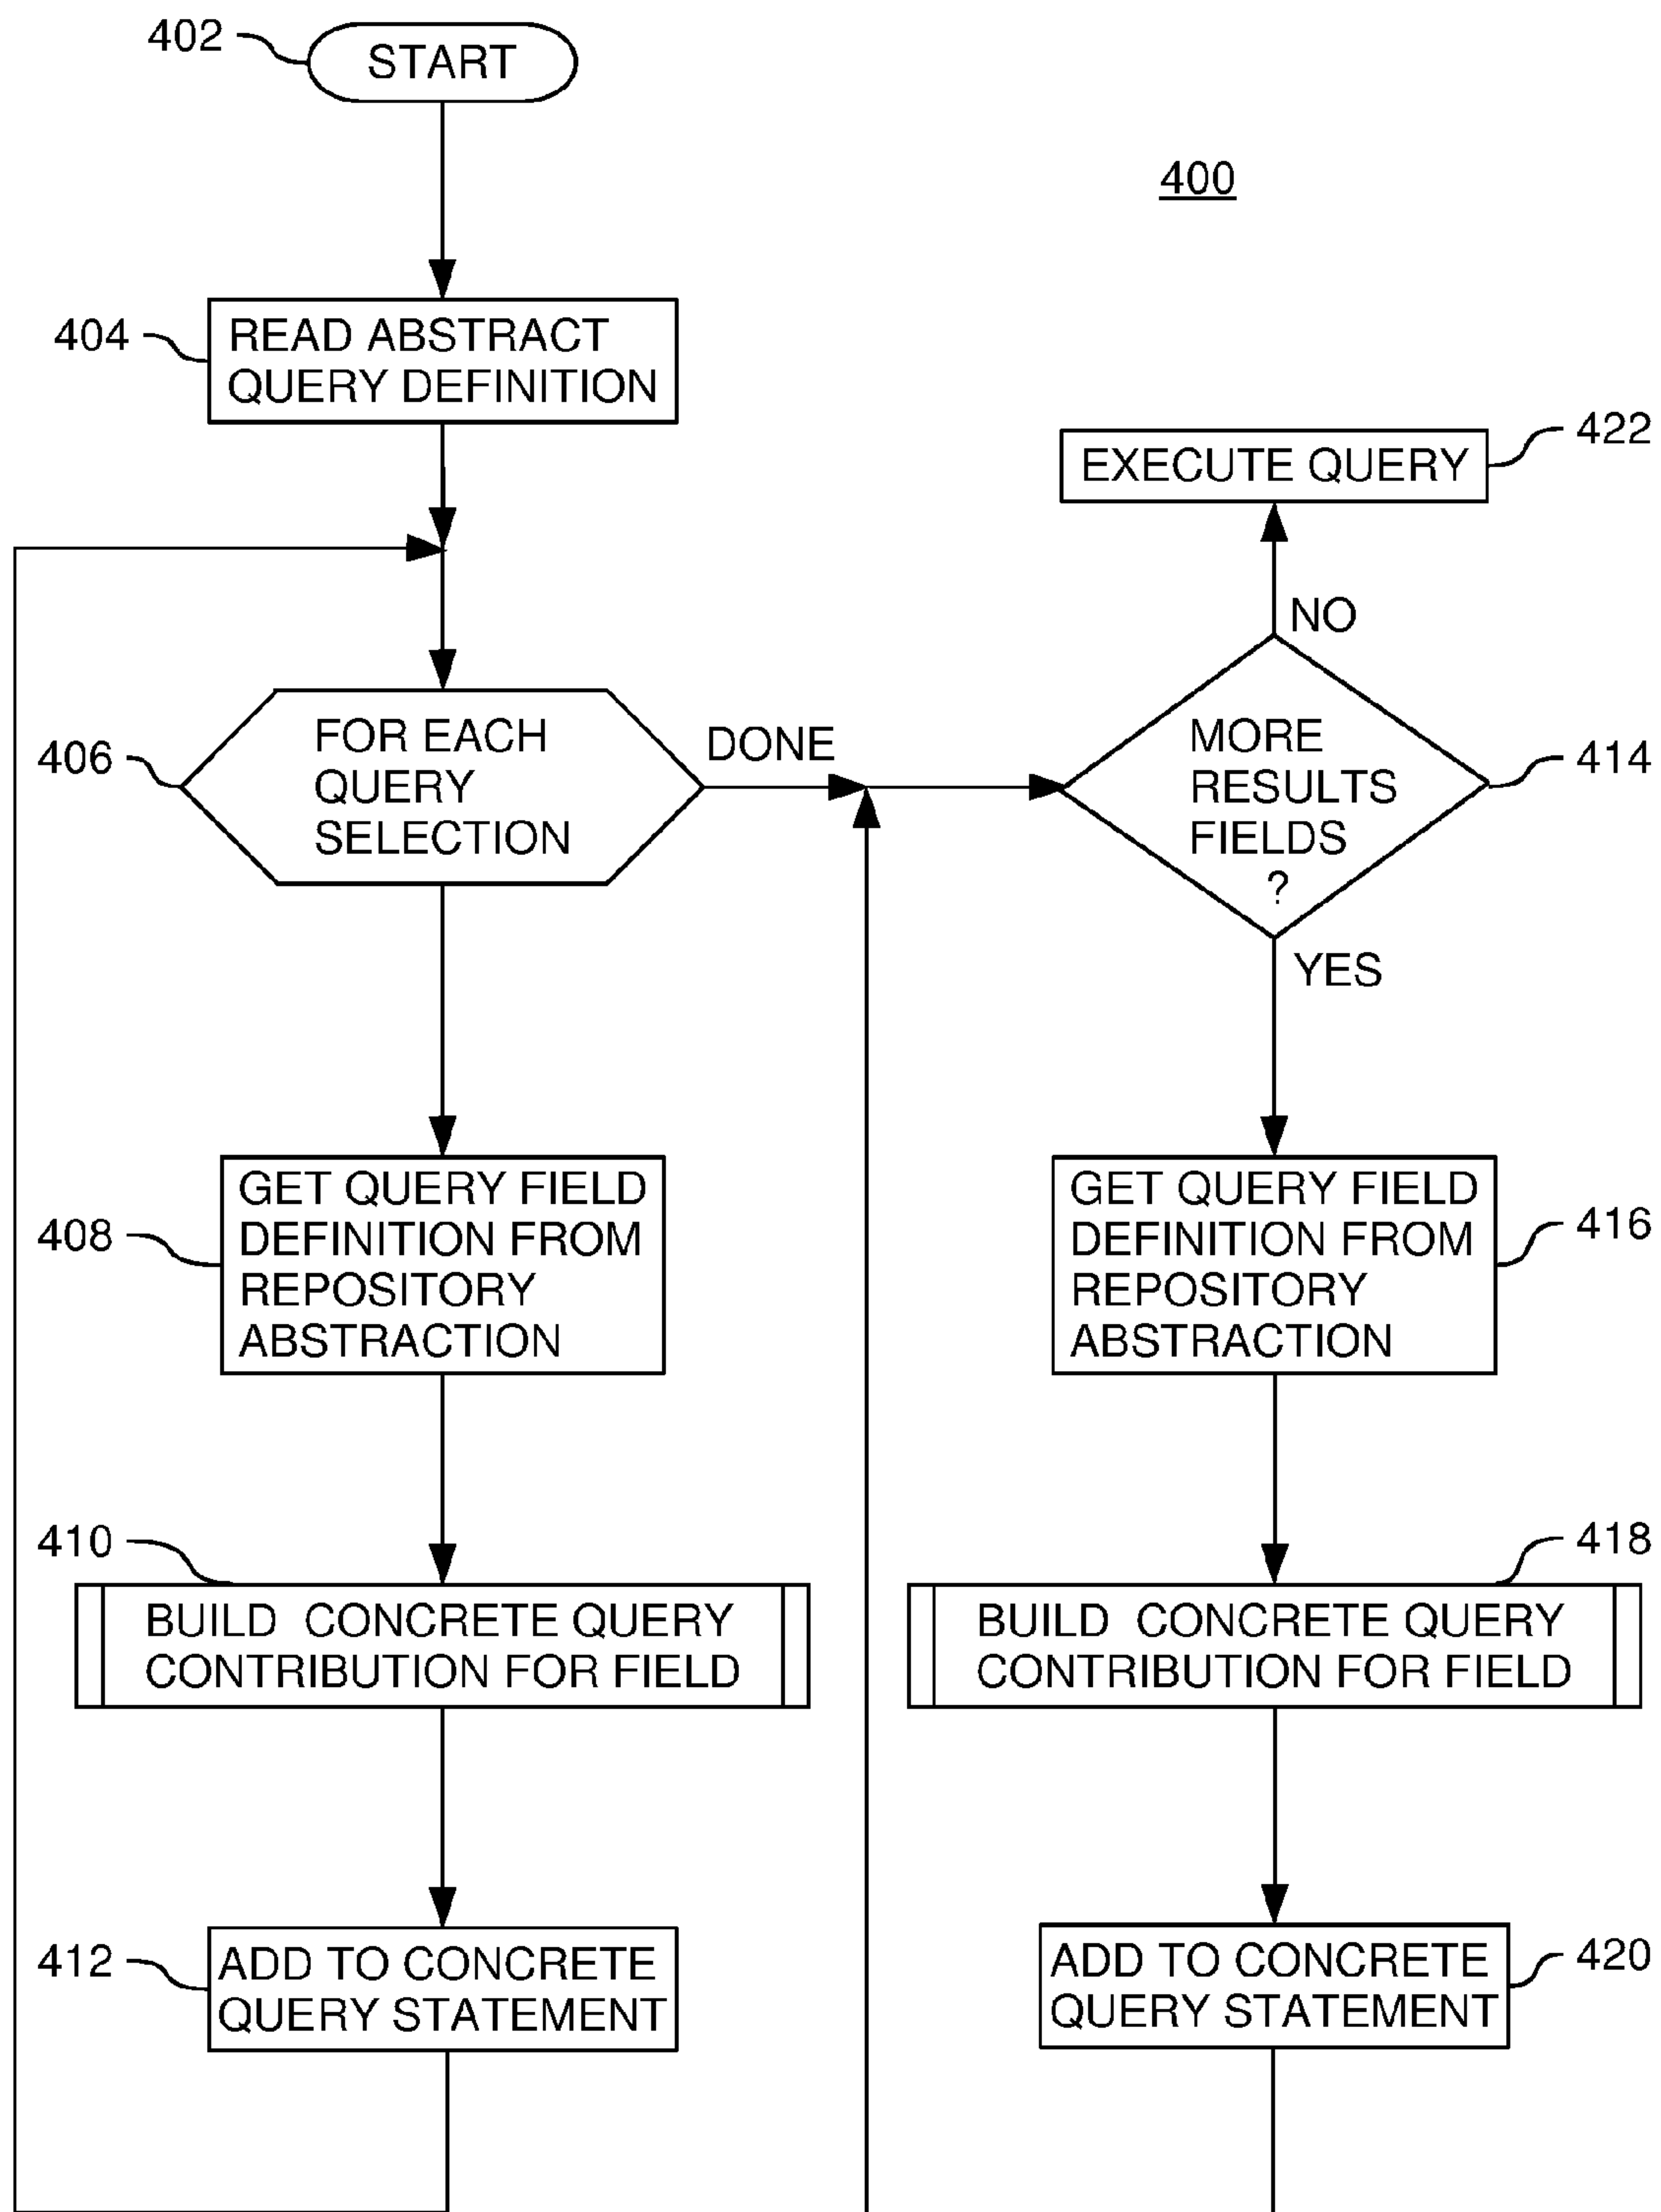 402
START
400
404
READ ABSTRACT
QUERY DEFINITION
422
EXECUTE QUERY
NO
406
FOR EACH
QUERY
SELECTION
DONE
MORE
RESULTS
FIELDS
?
414
YES
408
GET QUERY FIELD
DEFINITION FROM
REPOSITORY
ABSTRACTION
GET QUERY FIELD
DEFINITION FROM
REPOSITORY
ABSTRACTION
416
410
BUILD CONCRETE QUERY
CONTRIBUTION FOR FIELD
418
BUILD CONCRETE QUERY
CONTRIBUTION FOR FIELD
412
ADD TO CONCRETE
QUERY STATEMENT
ADD TO CONCRETE
QUERY STATEMENT
420